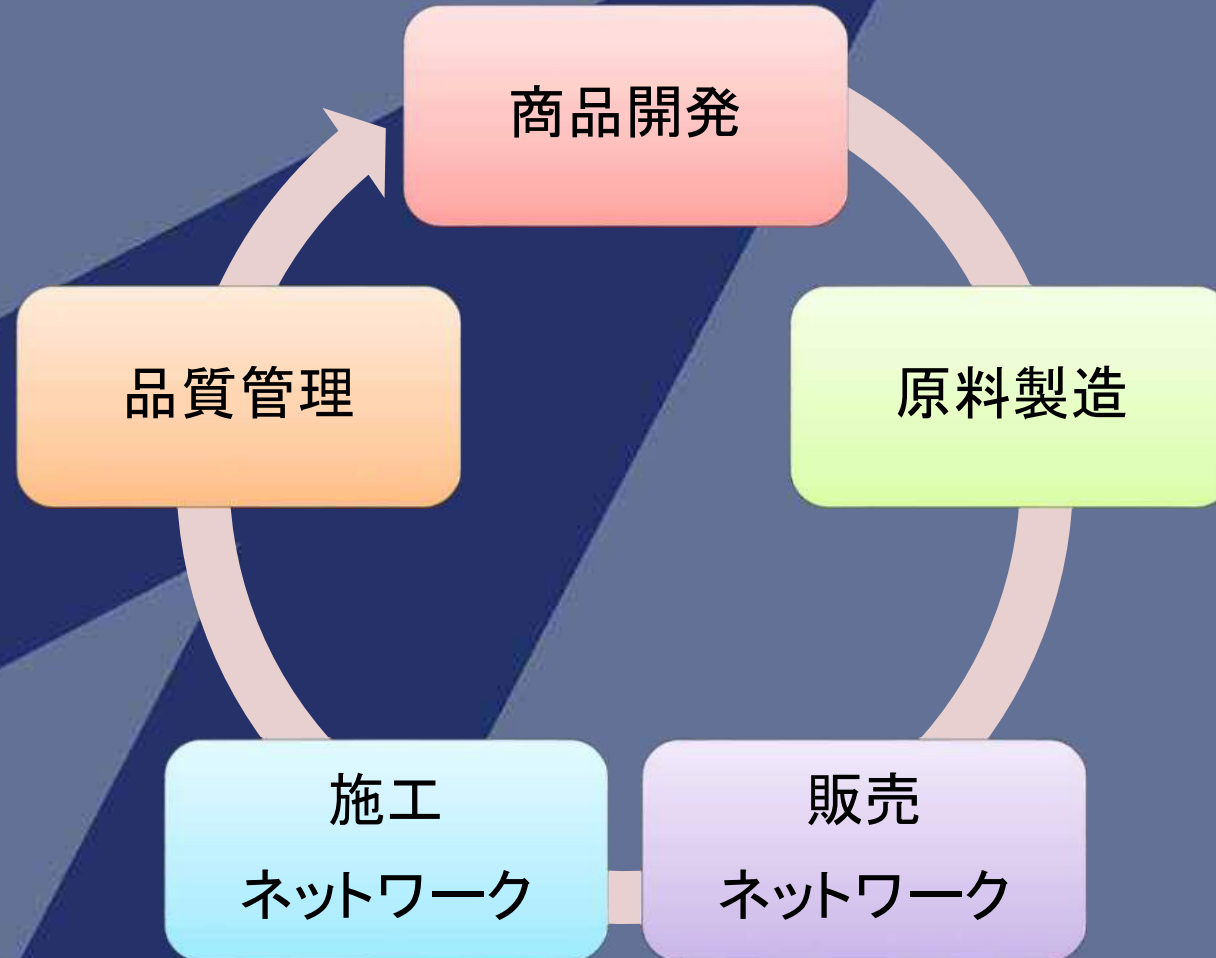 商品開発
原料製造
販売
ネットワーク
施工
ネットワーク
品質管理